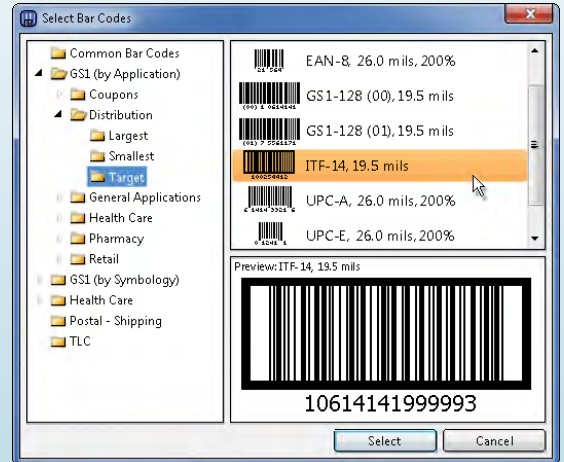 Select Bar Codes
Common Bar Codes
GS1 (by Application)
Coupons
Distribution
Largest
Smallest
Target
General Applications
Health Care
Pharmacy
Retail
GS1 (by Symbology)
Health Care
Postal - Shipping
TLC
EAN-8, 26.0 mils, 200%
GS1-128 (00), 19.5 mils
GS1-128 (01), 19.5 mils
ITF-14, 19.5 mils
UPC-A, 26.0 mils, 200%
UPC-E, 26.0 mils, 200%
Preview: ITF-14, 19.5 mils
10614141999993
Select
Cancel